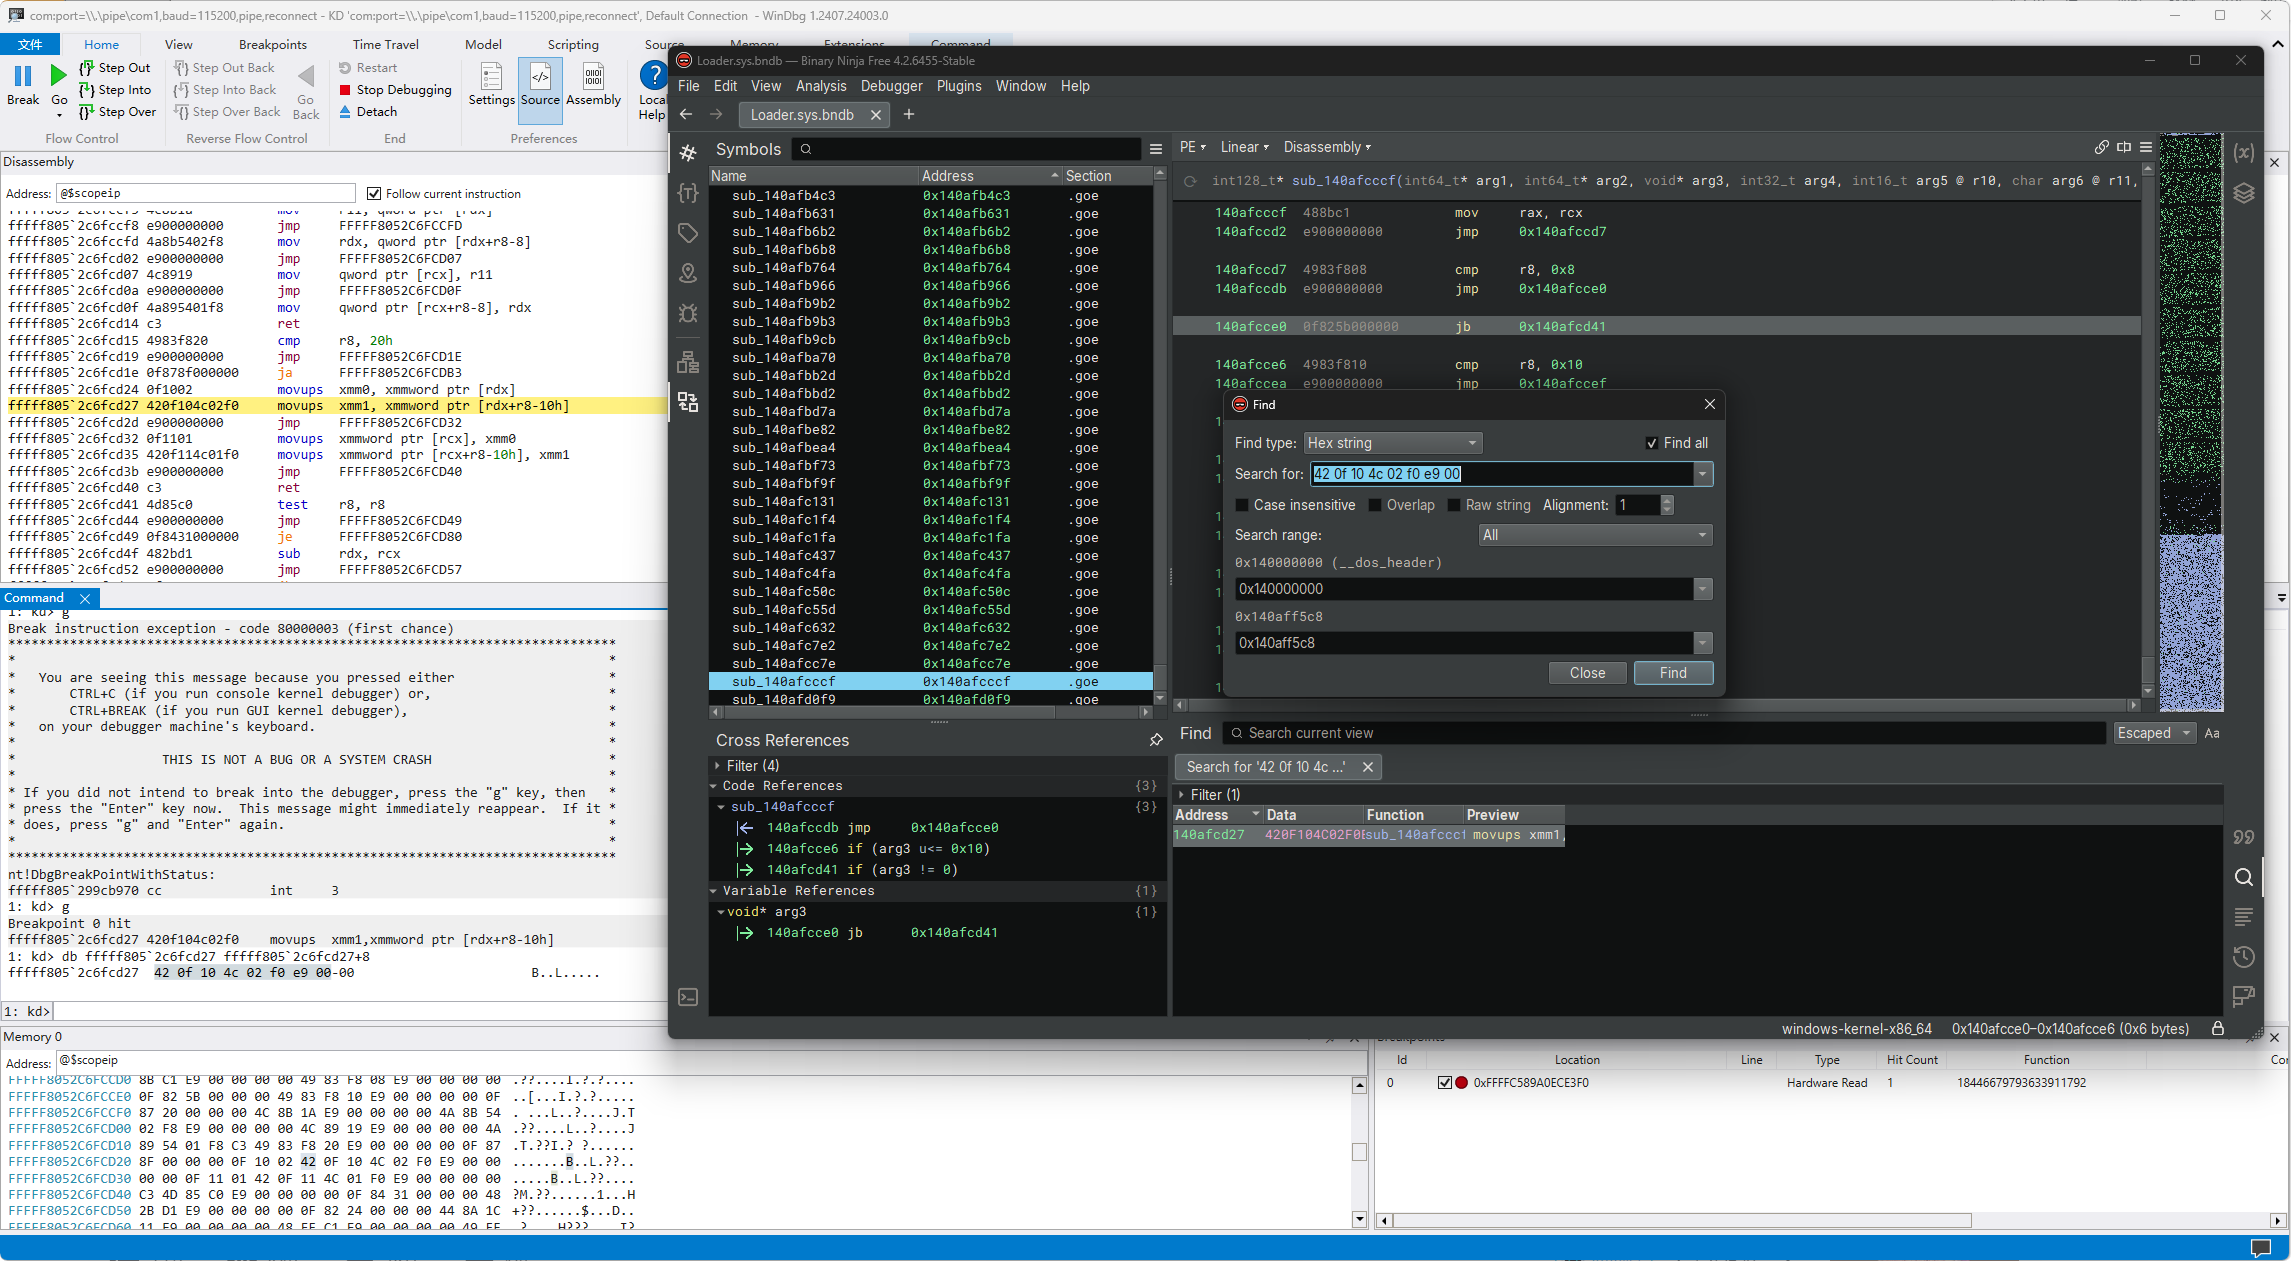 com:port=\\.\pipe\com1,baud=115200,pipe,reconnect - KD 'com:port=\\.\pipe\com1,baud=115200,pipe,reconnect', Default Connection - WinDbg 1.2407.24003.0
文件 Home View Breakpoints Time Travel Model Scripting Command
Break Go Step Out Step Into Step Over
Flow Control
Step Out Back Step Into Back Step Over Back Go Back
Reverse Flow Control
Restart Stop Debugging Detach
End
Settings Source Assembly
Preferences
Local Help
Disassembly
Address: @$scopeip Follow current instruction
fffff805`2c6fccf8 e900000000 jmp FFFFF8052C6FCCFD
fffff805`2c6fccfd 4a8b5402f8 mov rdx, qword ptr [rdx+r8-8]
fffff805`2c6fcd02 e900000000 jmp FFFFF8052C6FCD07
fffff805`2c6fcd07 4c8919 mov qword ptr [rcx], r11
fffff805`2c6fcd0a e900000000 jmp FFFFF8052C6FCD0F
fffff805`2c6fcd0f 4a895401f8 mov qword ptr [rcx+r8-8], rdx
fffff805`2c6fcd14 c3 ret
fffff805`2c6fcd15 4983f820 cmp r8, 20h
fffff805`2c6fcd19 e900000000 jmp FFFFF8052C6FCD1E
fffff805`2c6fcd1e 0f878f000000 ja FFFFF8052C6FCDB3
fffff805`2c6fcd24 0f1002 movups xmm0, xmmword ptr [rdx]
fffff805`2c6fcd27 420f104c02f0 movups xmm1, xmmword ptr [rdx+r8-10h]
fffff805`2c6fcd2d e900000000 jmp FFFFF8052C6FCD32
fffff805`2c6fcd32 0f1101 movups xmmword ptr [rcx], xmm0
fffff805`2c6fcd35 420f114c01f0 movups xmmword ptr [rcx+r8-10h], xmm1
fffff805`2c6fcd3b e900000000 jmp FFFFF8052C6FCD40
fffff805`2c6fcd40 c3 ret
fffff805`2c6fcd41 4d85c0 test r8, r8
fffff805`2c6fcd44 e900000000 jmp FFFFF8052C6FCD49
fffff805`2c6fcd49 0f8431000000 je FFFFF8052C6FCD80
fffff805`2c6fcd4f 482bd1 sub rdx, rcx
fffff805`2c6fcd52 e900000000 jmp FFFFF8052C6FCD57
Command
1: kd> g
Break instruction exception - code 80000003 (first chance)
*******************************************************************************
* *
* You are seeing this message because you pressed either *
* CTRL+C (if you run console kernel debugger) or, *
* CTRL+BREAK (if you run GUI kernel debugger), *
* on your debugger machine's keyboard. *
* *
* THIS IS NOT A BUG OR A SYSTEM CRASH *
* *
* If you did not intend to break into the debugger, press the "g" key, then *
* press the "Enter" key now. This message might immediately reappear. If it *
* does, press "g" and "Enter" again. *
* *
*******************************************************************************
nt!DbgBreakPointWithStatus:
fffff805`299cb970 cc int 3
1: kd> g
Breakpoint 0 hit
fffff805`2c6fcd27 420f104c02f0 movups xmm1,xmmword ptr [rdx+r8-10h]
1: kd> db fffff805`2c6fcd27 fffff805`2c6fcd27+8
fffff805`2c6fcd27 42 0f 10 4c 02 f0 e9 00-00 B..L.....
1: kd>
Memory 0
Address: @$scopeip
FFFFF8052C6FCCD0 8B C1 E9 00 00 00 00 49 83 F8 08 E9 00 00 00 00 .??....I.?.?....
FFFFF8052C6FCCE0 0F 82 5B 00 00 00 49 83 F8 10 E9 00 00 00 00 0F ..[...I.?.?.....
FFFFF8052C6FCCF0 87 20 00 00 00 4C 8B 1A E9 00 00 00 00 4A 8B 54 . ...L..?....J.T
FFFFF8052C6FCD00 02 F8 E9 00 00 00 00 4C 89 19 E9 00 00 00 00 4A .??....L..?....J
FFFFF8052C6FCD10 89 54 01 F8 C3 49 83 F8 20 E9 00 00 00 00 0F 87 .T.??I.? ?......
FFFFF8052C6FCD20 8F 00 00 00 0F 10 02 42 0F 10 4C 02 F0 E9 00 00 .......B..L.??..
FFFFF8052C6FCD30 00 00 0F 11 01 42 0F 11 4C 01 F0 E9 00 00 00 00 .....B..L.??....
FFFFF8052C6FCD40 C3 4D 85 C0 E9 00 00 00 00 0F 84 31 00 00 00 48 ?M.??......1...H
FFFFF8052C6FCD50 2B D1 E9 00 00 00 00 0F 82 24 00 00 00 44 8A 1C +??......$...D..
Loader.sys.bndb — Binary Ninja Free 4.2.6455-Stable
File Edit View Analysis Debugger Plugins Window Help
Loader.sys.bndb
Symbols
Name Address Section
sub_140afb4c3 0x140afb4c3 .goe
sub_140afb631 0x140afb631 .goe
sub_140afb6b2 0x140afb6b2 .goe
sub_140afb6b8 0x140afb6b8 .goe
sub_140afb764 0x140afb764 .goe
sub_140afb966 0x140afb966 .goe
sub_140afb9b2 0x140afb9b2 .goe
sub_140afb9b3 0x140afb9b3 .goe
sub_140afb9cb 0x140afb9cb .goe
sub_140afba70 0x140afba70 .goe
sub_140afbb2d 0x140afbb2d .goe
sub_140afbbd2 0x140afbbd2 .goe
sub_140afbd7a 0x140afbd7a .goe
sub_140afbe82 0x140afbe82 .goe
sub_140afbea4 0x140afbea4 .goe
sub_140afbf73 0x140afbf73 .goe
sub_140afbf9f 0x140afbf9f .goe
sub_140afc131 0x140afc131 .goe
sub_140afc1f4 0x140afc1f4 .goe
sub_140afc1fa 0x140afc1fa .goe
sub_140afc437 0x140afc437 .goe
sub_140afc4fa 0x140afc4fa .goe
sub_140afc50c 0x140afc50c .goe
sub_140afc55d 0x140afc55d .goe
sub_140afc632 0x140afc632 .goe
sub_140afc7e2 0x140afc7e2 .goe
sub_140afcc7e 0x140afcc7e .goe
sub_140afcccf 0x140afcccf .goe
sub_140afd0f9 0x140afd0f9 .goe
Cross References
Filter (4)
Code References {3}
sub_140afcccf {3}
140afccdb jmp 0x140afcce0
140afcce6 if (arg3 u<= 0x10)
140afcd41 if (arg3 != 0)
Variable References {1}
void* arg3 {1}
140afcce0 jb 0x140afcd41
PE Linear Disassembly
int128_t* sub_140afcccf(int64_t* arg1, int64_t* arg2, void* arg3, int32_t arg4, int16_t arg5 @ r10, char arg6 @ r11,
140afcccf 488bc1 mov rax, rcx
140afccd2 e900000000 jmp 0x140afccd7
140afccd7 4983f808 cmp r8, 0x8
140afccdb e900000000 jmp 0x140afcce0
140afcce0 0f825b000000 jb 0x140afcd41
140afcce6 4983f810 cmp r8, 0x10
140afccea e900000000 jmp 0x140afccef
Find
Find type: Hex string Find all
Search for: 42 0f 10 4c 02 f0 e9 00
Case insensitive Overlap Raw string Alignment: 1
Search range: All
0x140000000 (__dos_header)
0x140000000
0x140aff5c8
0x140aff5c8
Close Find
Find Search current view Escaped Aa
Search for '42 0f 10 4c ...'
Filter (1)
Address Data Function Preview
140afcd27 420F104C02F0 sub_140afccc movups xmm1,
windows-kernel-x86_64 0x140afcce0–0x140afcce6 (0x6 bytes)
Id Location Line Type Hit Count Function
0 0xFFFFC589A0ECE3F0 Hardware Read 1 18446679793633911792